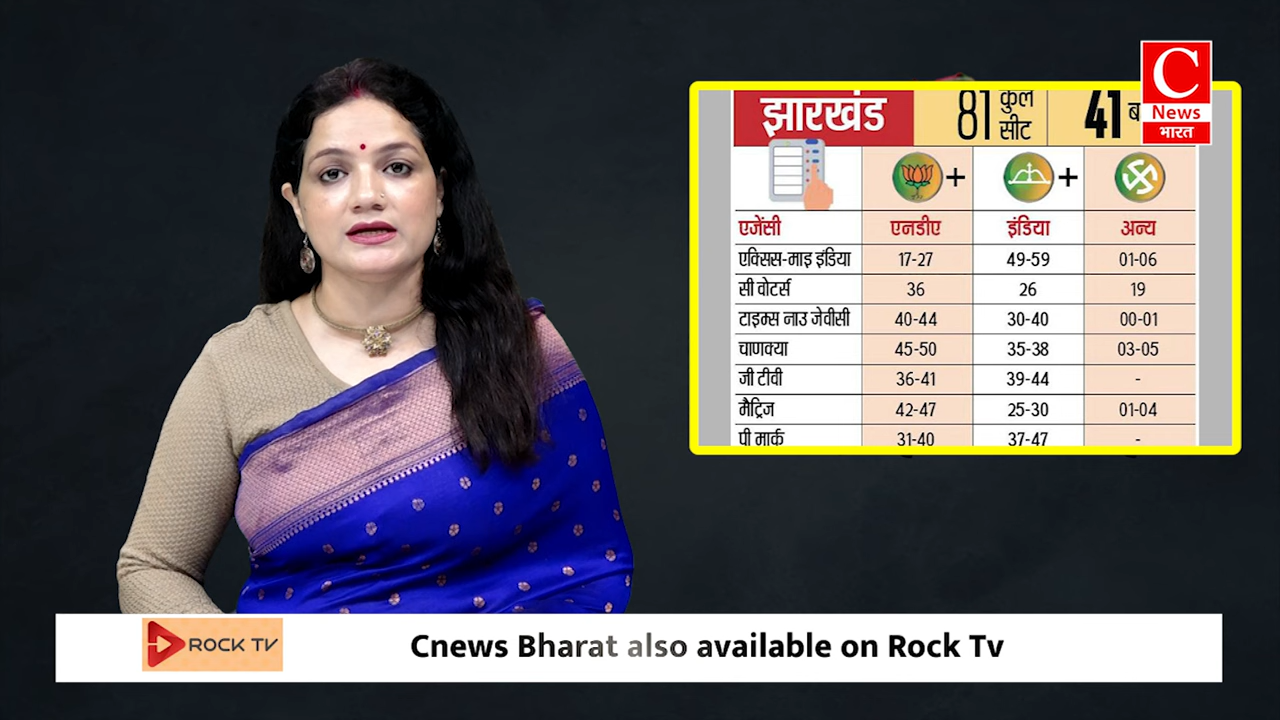 C
News
भारत
झारखंड 81 कुल सीट 41
एजेंसी एनडीए इंडिया अन्य
एक्सिस-माइ इंडिया 17-27 49-59 01-06
सी वोटर्स 36 26 19
टाइम्स नाउ जेवीसी 40-44 30-40 00-01
चाणक्या 45-50 35-38 03-05
जी टीवी 36-41 39-44 -
मैट्रिज 42-47 25-30 01-04
पी मार्क 31-40 37-47 -
ROCK TV
Cnews Bharat also available on Rock Tv